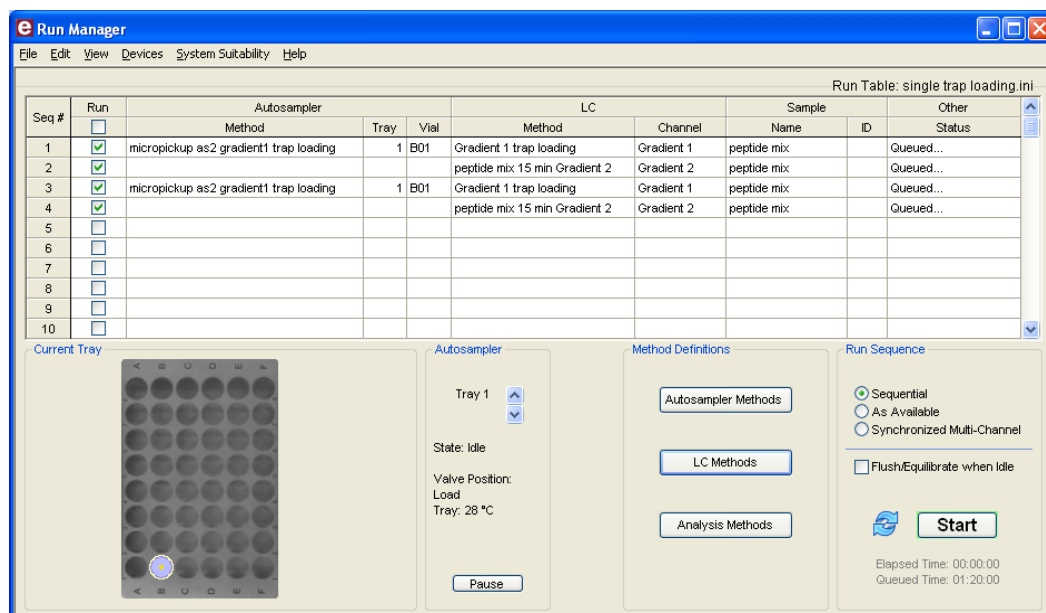 e Run Manager
File Edit View Devices System Suitability Help
Run Table: single trap loading.ini
Seq # Run Autosampler LC Sample Other
Method Tray Vial Method Channel Name ID Status
1 micropickup as2 gradient1 trap loading 1 B01 Gradient 1 trap loading Gradient 1 peptide mix Queued...
2 peptide mix 15 min Gradient 2 Gradient 2 peptide mix Queued...
3 micropickup as2 gradient1 trap loading 1 B01 Gradient 1 trap loading Gradient 1 peptide mix Queued...
4 peptide mix 15 min Gradient 2 Gradient 2 peptide mix Queued...
5
6
7
8
9
10
Current Tray
A B C D E F
A B C D E F
Autosampler
Tray 1
State: Idle
Valve Position:
Load
Tray: 28 °C
Pause
Method Definitions
Autosampler Methods
LC Methods
Analysis Methods
Run Sequence
Sequential
As Available
Synchronized Multi-Channel
Flush/Equilibrate when Idle
Start
Elapsed Time: 00:00:00
Queued Time: 01:20:00